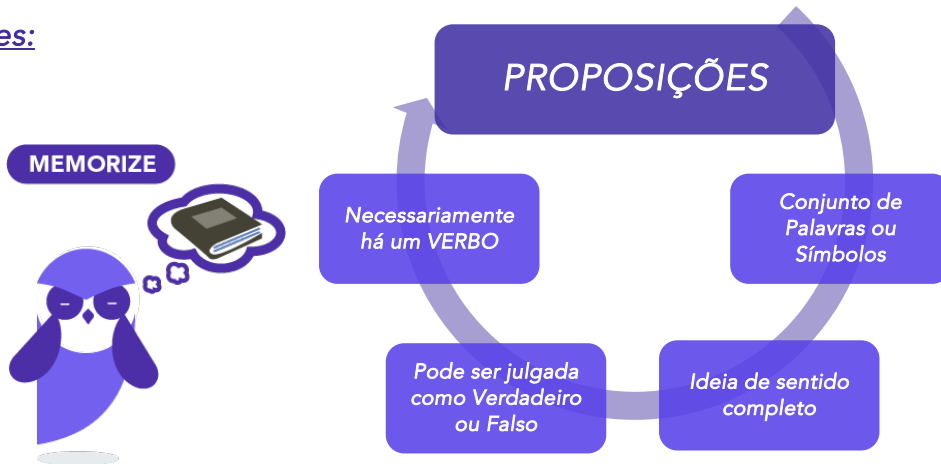 es:
PROPOSIÇÕES
MEMORIZE
Necessariamente
há um VERBO
Conjunto de
Palavras ou
Símbolos
Pode ser julgada
como Verdadeiro
ou Falso
Ideia de sentido
completo